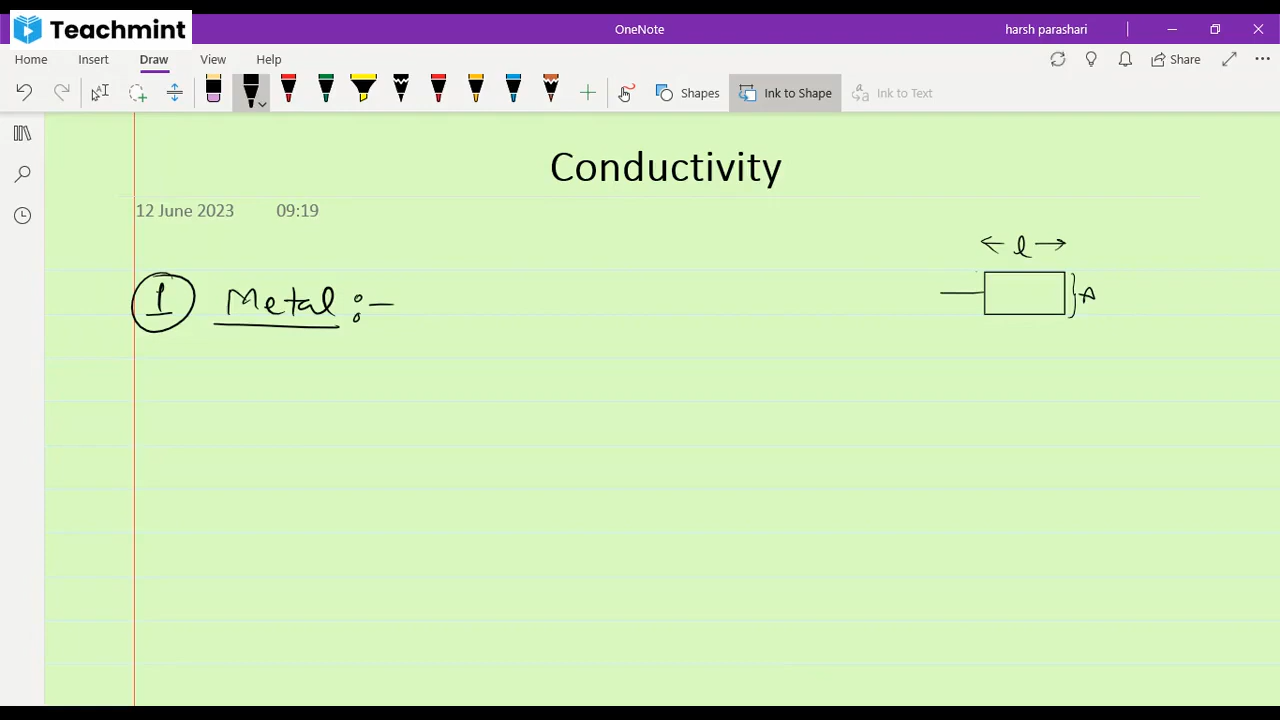 Teachmint
OneNote
harsh parashari
Home Insert Draw View Help
Share
Shapes Ink to Shape Ink to Text
Conductivity
12 June 2023 09:19
l
① Metal :-
A